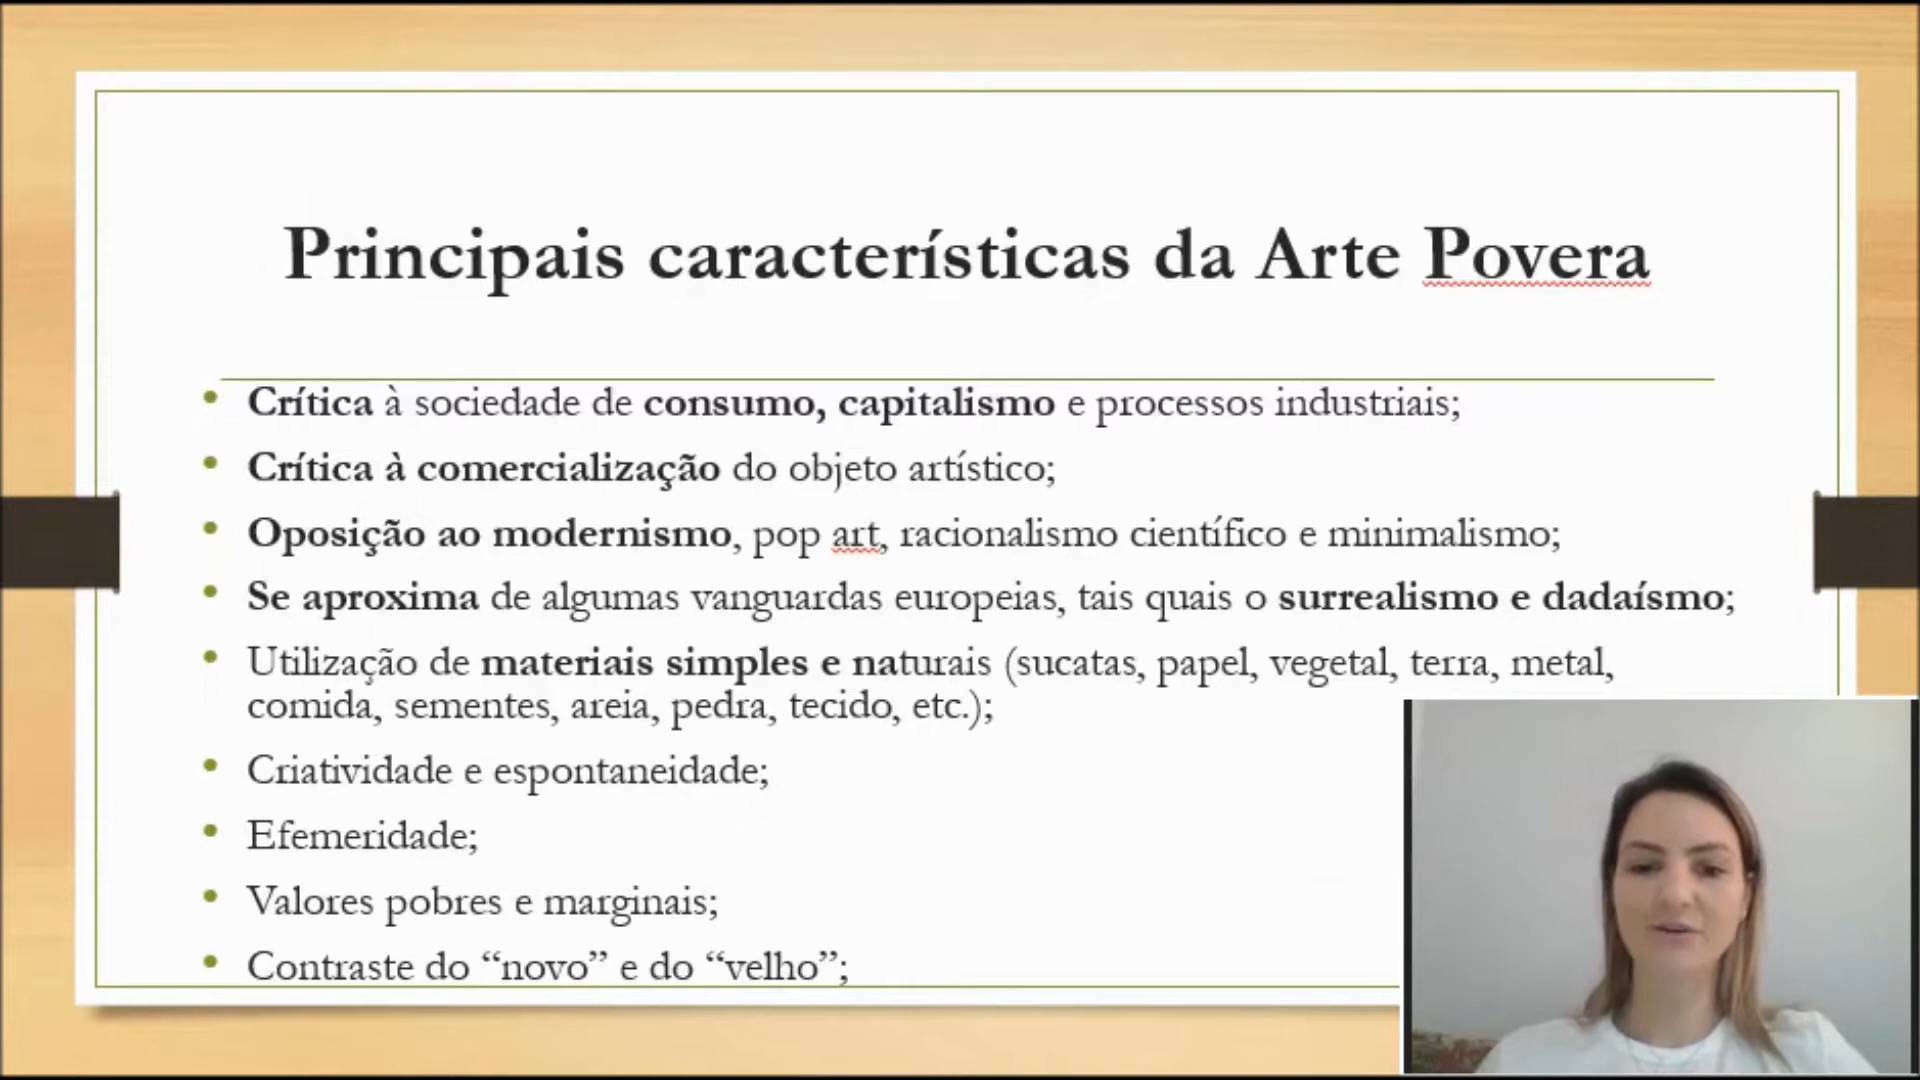 Principais características da Arte Povera
• Crítica à sociedade de consumo, capitalismo e processos industriais;
• Crítica à comercialização do objeto artístico;
• Oposição ao modernismo, pop art, racionalismo científico e minimalismo;
• Se aproxima de algumas vanguardas europeias, tais quais o surrealismo e dadaísmo;
• Utilização de materiais simples e naturais (sucatas, papel, vegetal, terra, metal,
comida, sementes, areia, pedra, tecido, etc.);
• Criatividade e espontaneidade;
• Efemeridade;
• Valores pobres e marginais;
• Contraste do “novo” e do “velho”;